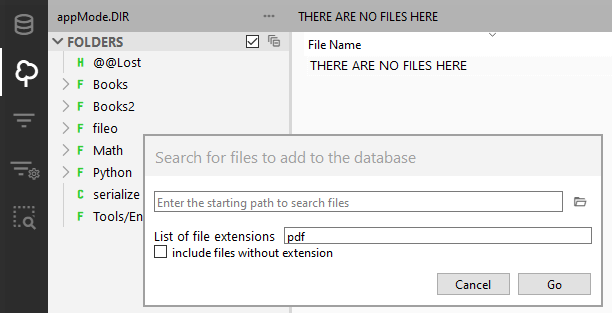 appMode.DIR
THERE ARE NO FILES HERE
FOLDERS
File Name
H @@Lost
THERE ARE NO FILES HERE
F Books
F Books2
F fileo
F Math
F Python
C serialize
F Tools/En
Search for files to add to the database
Enter the starting path to search files
List of file extensions pdf
include files without extension
Cancel Go